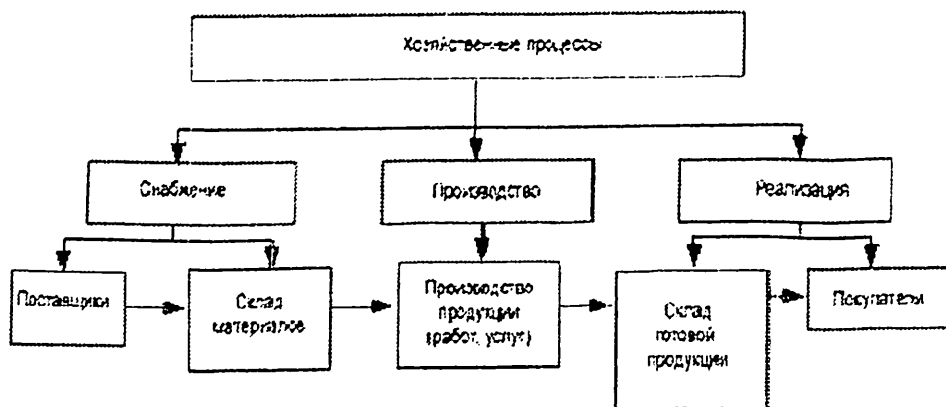 Хозяйственные процессы
Снабжение
Производство
Реализация
Поставщики
Склад
материалов
Производство
продукции
(работ, услуг)
Склад
готовой
продукции
Покупатели